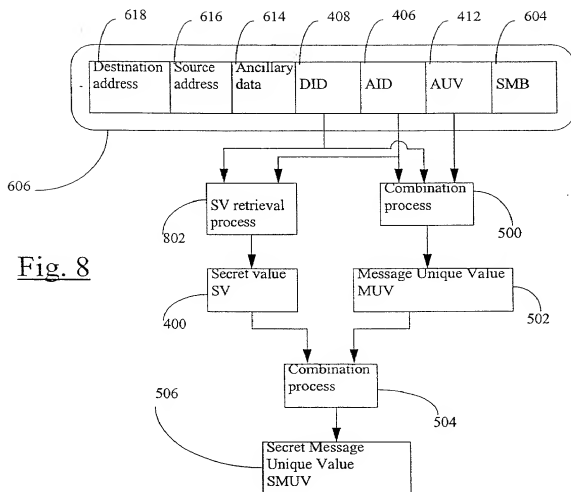 618 616 614 408 406 412 604
Destination address
Source address
Ancillary data
DID
AID
AUV
SMB
606
SV retrieval process
802
Combination process
500
Fig. 8
Secret value SV
400
Message Unique Value MUV
502
Combination process
504
506
Secret Message Unique Value SMUV